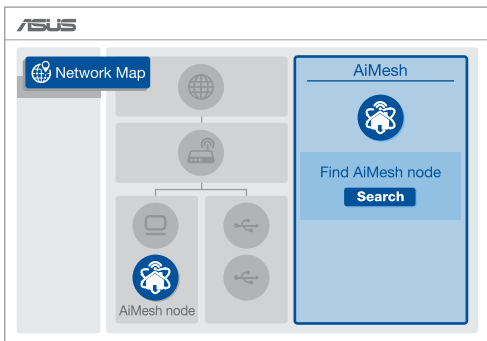 ASUS
Network Map
AiMesh
Find AiMesh node
Search
AiMesh node